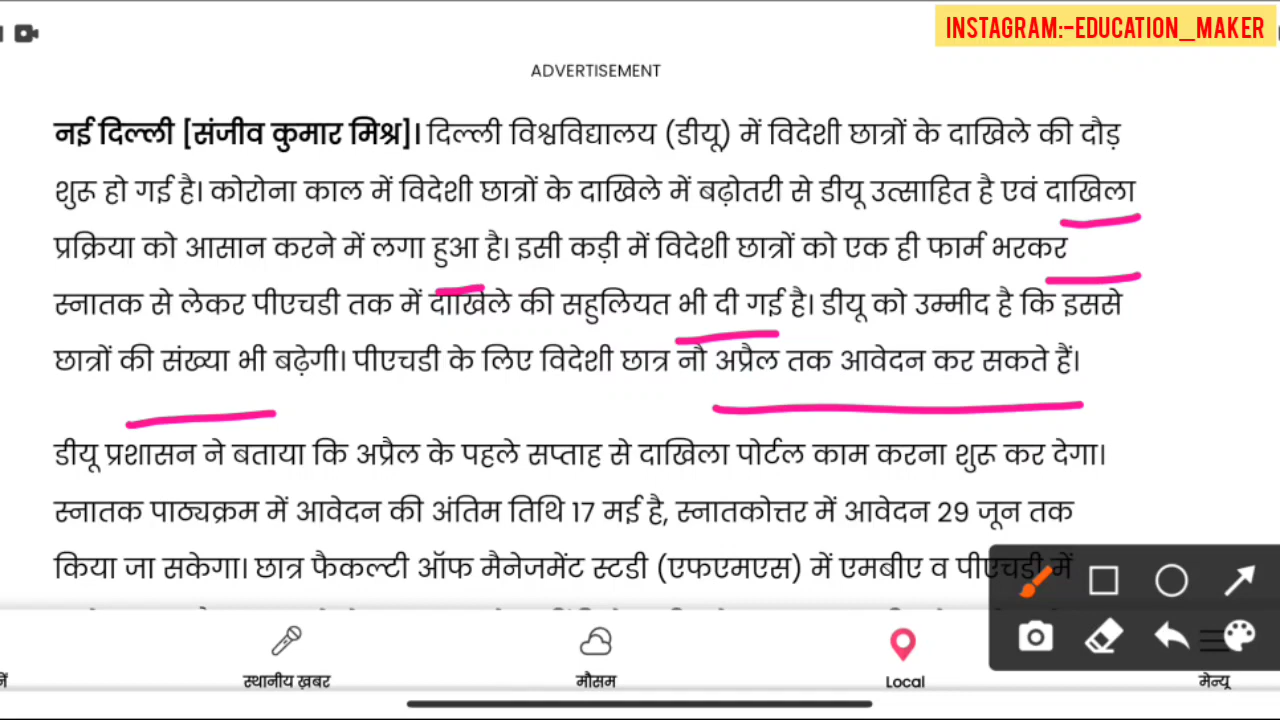 INSTAGRAM:-EDUCATION_MAKER
ADVERTISEMENT
नई दिल्ली [संजीव कुमार मिश्र]। दिल्ली विश्वविद्यालय (डीयू) में विदेशी छात्रों के दाखिले की दौड़
शुरू हो गई है। कोरोना काल में विदेशी छात्रों के दाखिले में बढ़ोतरी से डीयू उत्साहित है एवं दाखिला
प्रक्रिया को आसान करने में लगा हुआ है। इसी कड़ी में विदेशी छात्रों को एक ही फार्म भरकर
स्नातक से लेकर पीएचडी तक में दाखिले की सहुलियत भी दी गई है। डीयू को उम्मीद है कि इससे
छात्रों की संख्या भी बढ़ेगी। पीएचडी के लिए विदेशी छात्र नौ अप्रैल तक आवेदन कर सकते हैं।
डीयू प्रशासन ने बताया कि अप्रैल के पहले सप्ताह से दाखिला पोर्टल काम करना शुरू कर देगा।
स्नातक पाठ्यक्रम में आवेदन की अंतिम तिथि 17 मई है, स्नातकोत्तर में आवेदन 29 जून तक
किया जा सकेगा। छात्र फैकल्टी ऑफ मैनेजमेंट स्टडी (एफएमएस) में एमबीए व पीएचडी में
स्थानीय ख़बर
मौसम
Local
मेन्यू